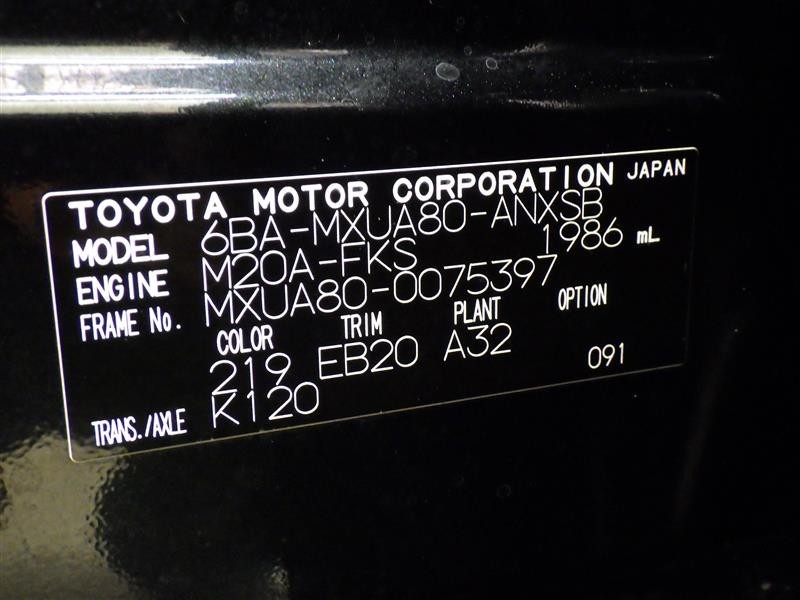 TOYOTA MOTOR CORPORATION JAPAN
MODEL 6BA-MXUA80-ANXSB
ENGINE M20A-FKS 1986 mL
FRAME No. MXUA80-0075397
COLOR TRIM PLANT OPTION
219 EB20 A32
TRANS./AXLE K120 091